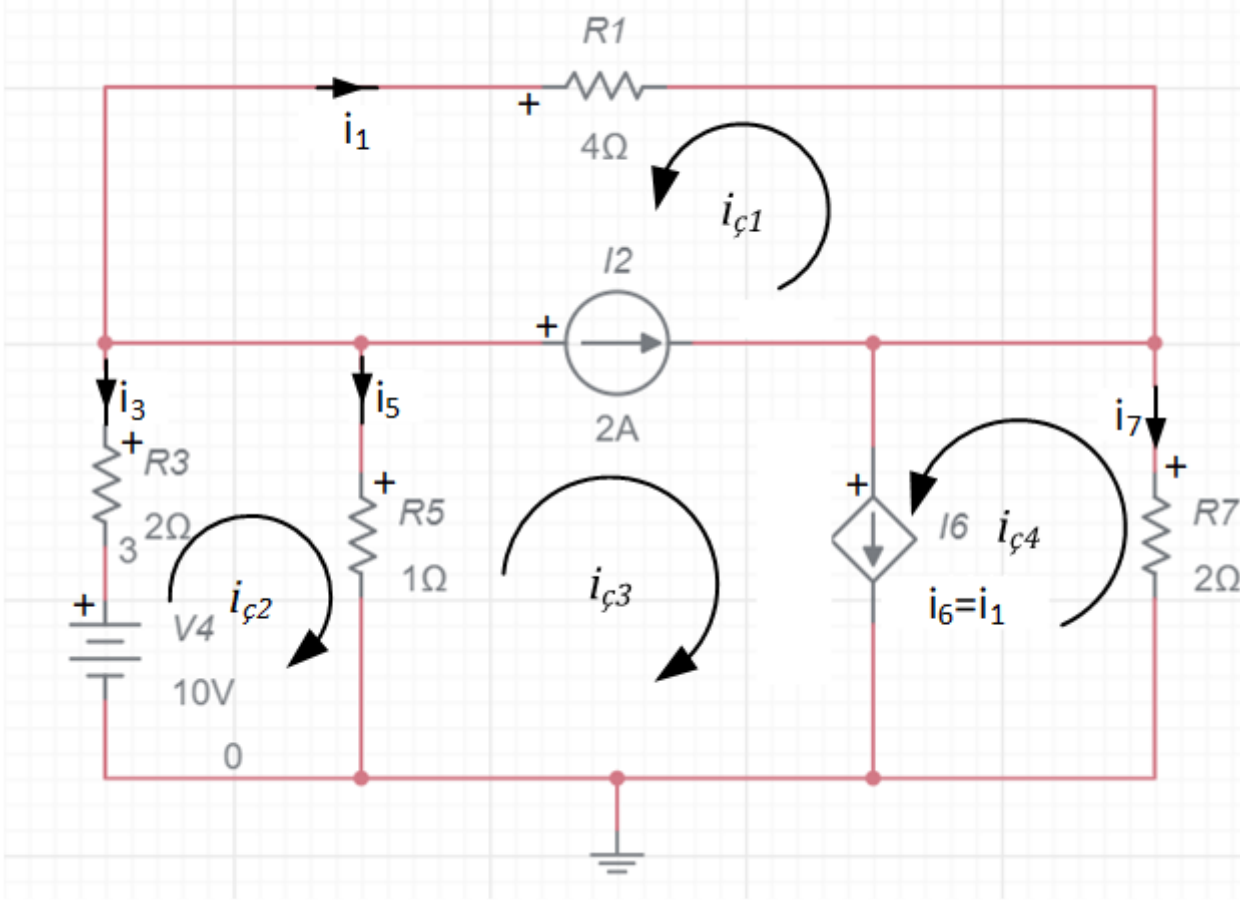 R1
+
i₁
4Ω
iç1
I2
+
2A
i₃
+
R3
2Ω
3
i₅
+
R5
1Ω
i₇
+
R7
2Ω
+
I6
i₆=i₁
iç4
iç2
iç3
+
V4
10V
0